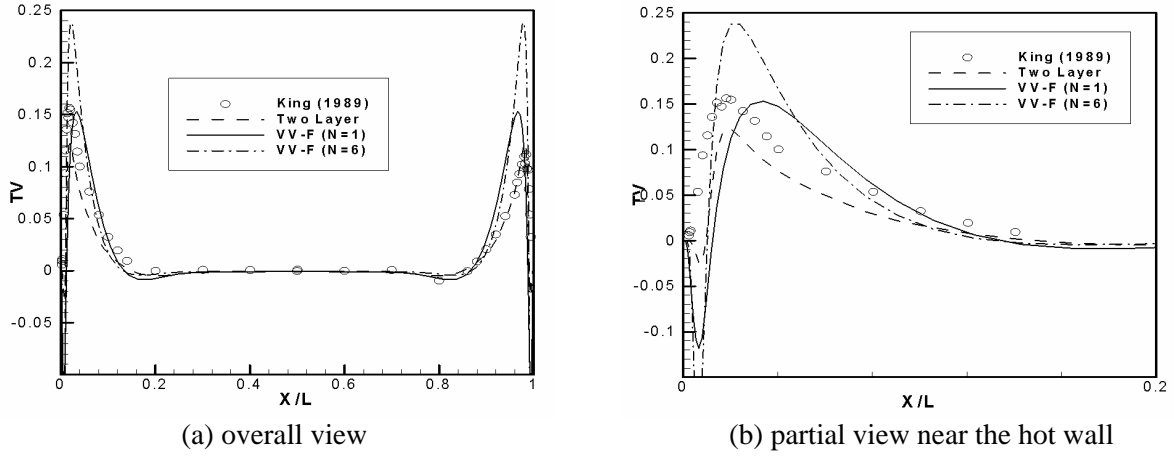 0.25
0.2
0.15
0.1
0.05
0
-0.05
TV
King (1989)
Two Layer
VV-F (N=1)
VV-F (N=6)
0 0.2 0.4 0.6 0.8 1
X/L
(a) overall view
0.25
0.2
0.15
0.1
0.05
0
-0.05
-0.1
TV
King (1989)
Two Layer
VV-F (N=1)
VV-F (N=6)
0 0.2
X/L
(b) partial view near the hot wall